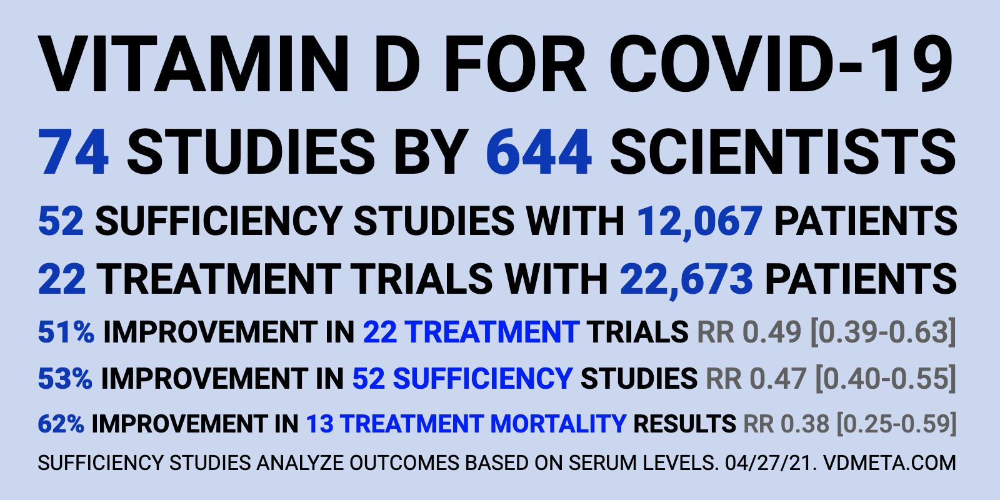 VITAMIN D FOR COVID-19
74 STUDIES BY 644 SCIENTISTS
52 SUFFICIENCY STUDIES WITH 12,067 PATIENTS
22 TREATMENT TRIALS WITH 22,673 PATIENTS
51% IMPROVEMENT IN 22 TREATMENT TRIALS RR 0.49 [0.39-0.63]
53% IMPROVEMENT IN 52 SUFFICIENCY STUDIES RR 0.47 [0.40-0.55]
62% IMPROVEMENT IN 13 TREATMENT MORTALITY RESULTS RR 0.38 [0.25-0.59]
SUFFICIENCY STUDIES ANALYZE OUTCOMES BASED ON SERUM LEVELS. 04/27/21. VDMETA.COM